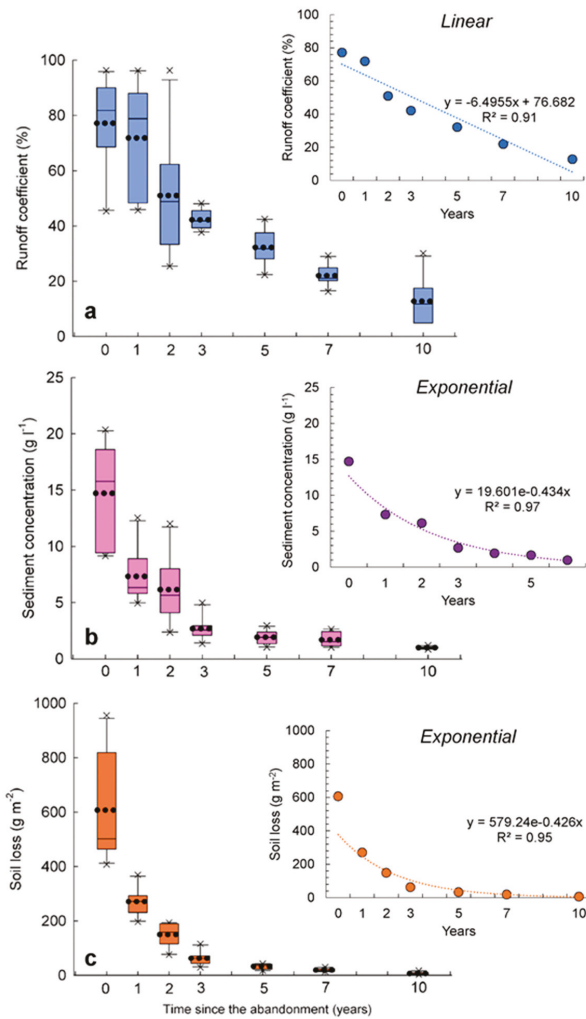 Linear
Runoff coefficient (%)
100
80
60
40
20
0
a
0 1 2 3 5 7 10
Runoff coefficient (%)
100
80
60
40
20
0
y = -6.4955x + 76.682
R² = 0.91
0 1 2 3 5 7 10
Years
Exponential
Sediment concentration (g l⁻¹)
25
20
15
10
5
0
b
0 1 2 3 5 7 10
Sediment concentration (g l⁻¹)
25
20
15
10
5
0
y = 19.601e-0.434x
R² = 0.97
0 1 2 3 5
Years
Exponential
Soil loss (g m⁻²)
1000
800
600
400
200
0
c
0 1 2 3 5 7 10
Time since the abandonment (years)
Soil loss (g m⁻²)
1000
800
600
400
200
0
y = 579.24e-0.426x
R² = 0.95
0 1 2 3 5 7 10
Years